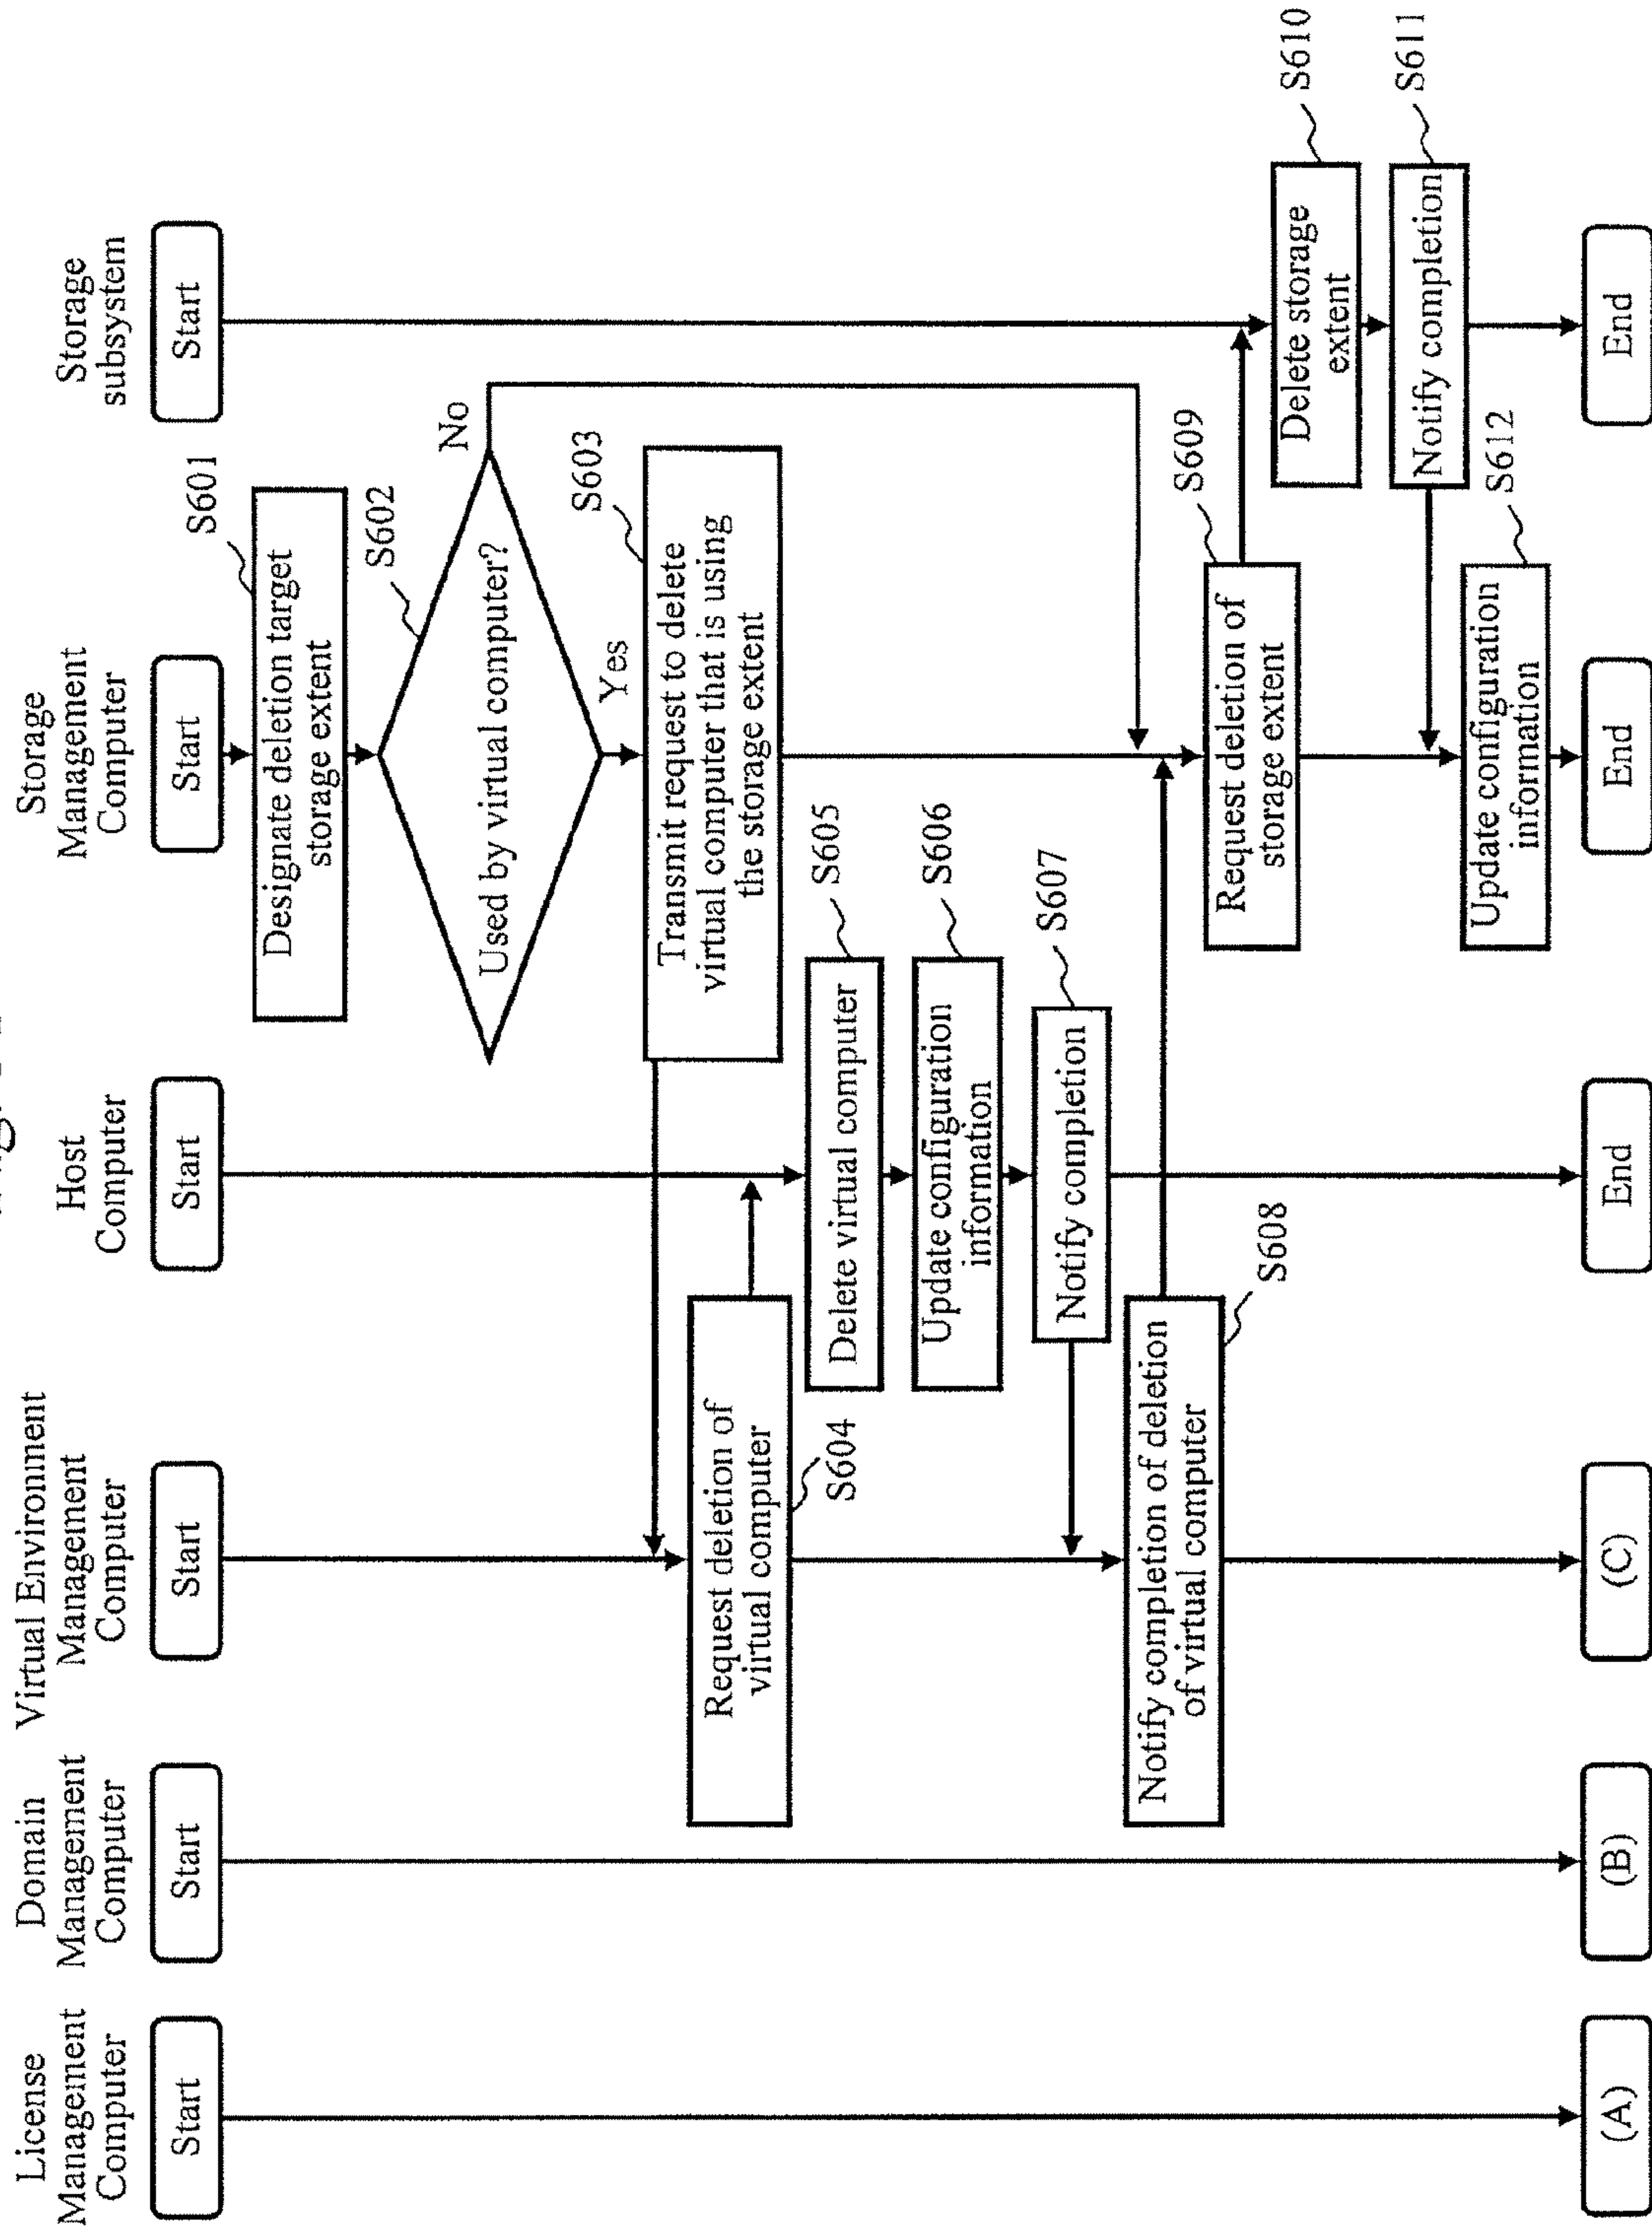 License
Management
Computer
Domain
Management
Computer
Virtual Environment
Management
Computer
Host
Computer
Storage
Management
Computer
Storage
subsystem
Start
Start
Start
Start
Start
Start
S601
Designate deletion target
storage extent
S602
Used by virtual computer?
No
Yes
S603
Transmit request to delete
virtual computer that is using
the storage extent
Request deletion of
virtual computer
S604
Delete virtual computer
S605
Update configuration
information
S606
Notify completion
S607
Notify completion of deletion
of virtual computer
S608
Request deletion of
storage extent
S609
Delete storage
extent
S610
Notify completion
S611
Update configuration
information
S612
(A)
(B)
(C)
End
End
End